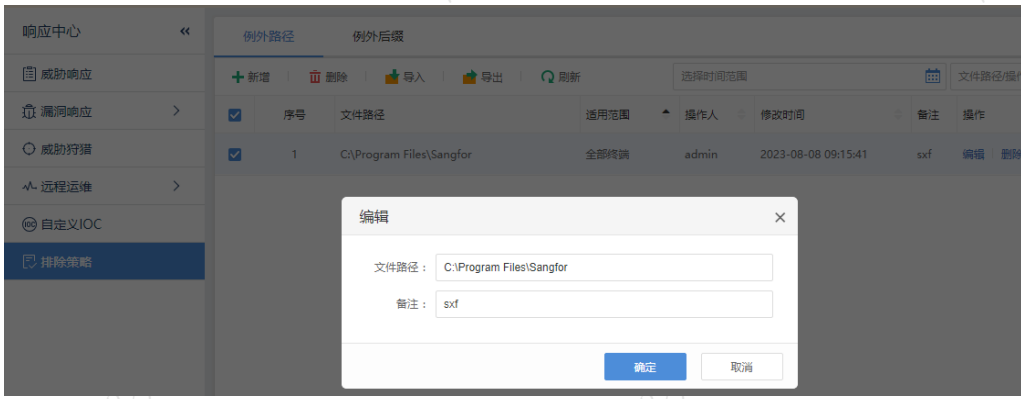 响应中心 «
例外路径 例外后缀
威胁响应
新增 删除 导入 导出 刷新 选择时间范围 文件路径/操作
漏洞响应
序号 文件路径 适用范围 操作人 修改时间 备注 操作
威胁狩猎
1 C:\Program Files\Sangfor 全部终端 admin 2023-08-08 09:15:41 sxf 编辑 删除
远程运维
自定义IOC
排除策略
编辑
文件路径： C:\Program Files\Sangfor
备注： sxf
确定 取消